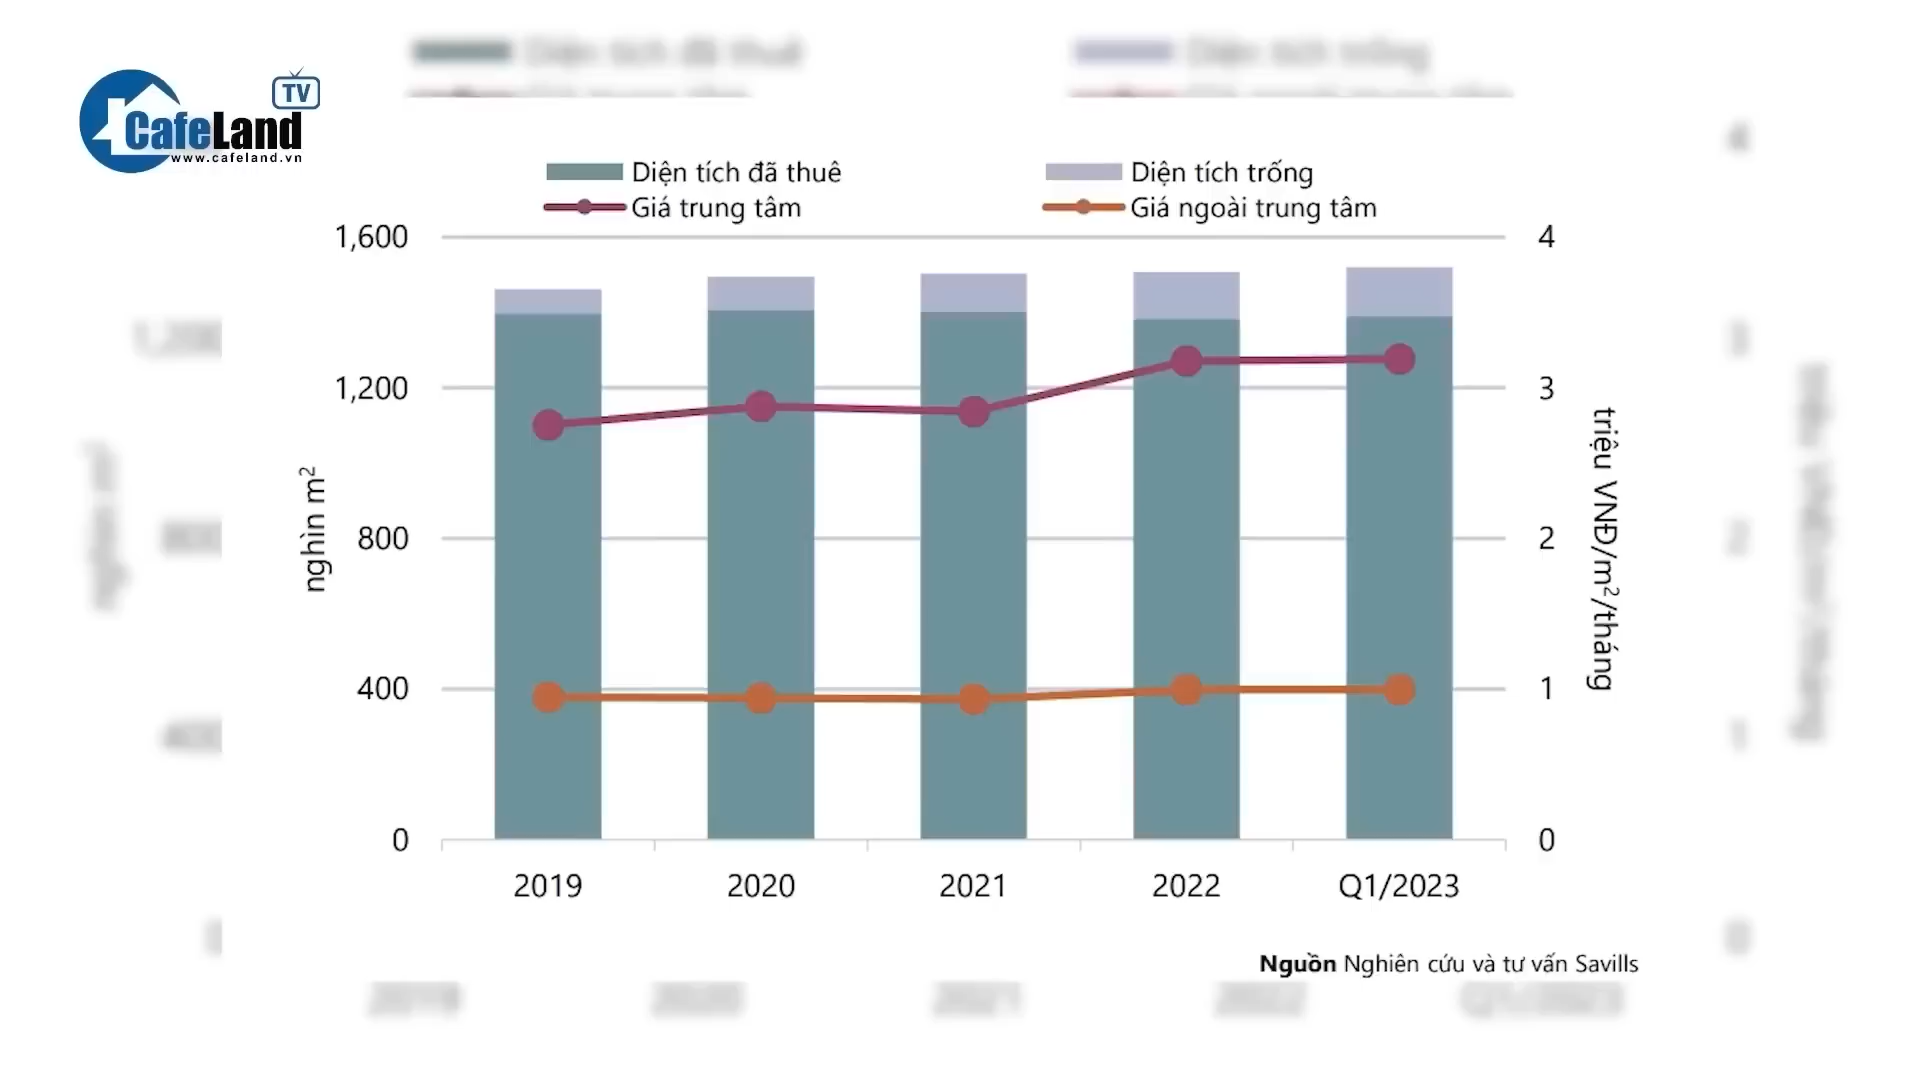 TV
CafeLand
www.cafeland.vn
Diện tích đã thuê
Diện tích trống
Giá trung tâm
Giá ngoài trung tâm
1,600
1,200
800
400
0
nghìn m²
4
3
2
1
0
triệu VNĐ/m²/tháng
2019
2020
2021
2022
Q1/2023
Nguồn Nghiên cứu và tư vấn Savills